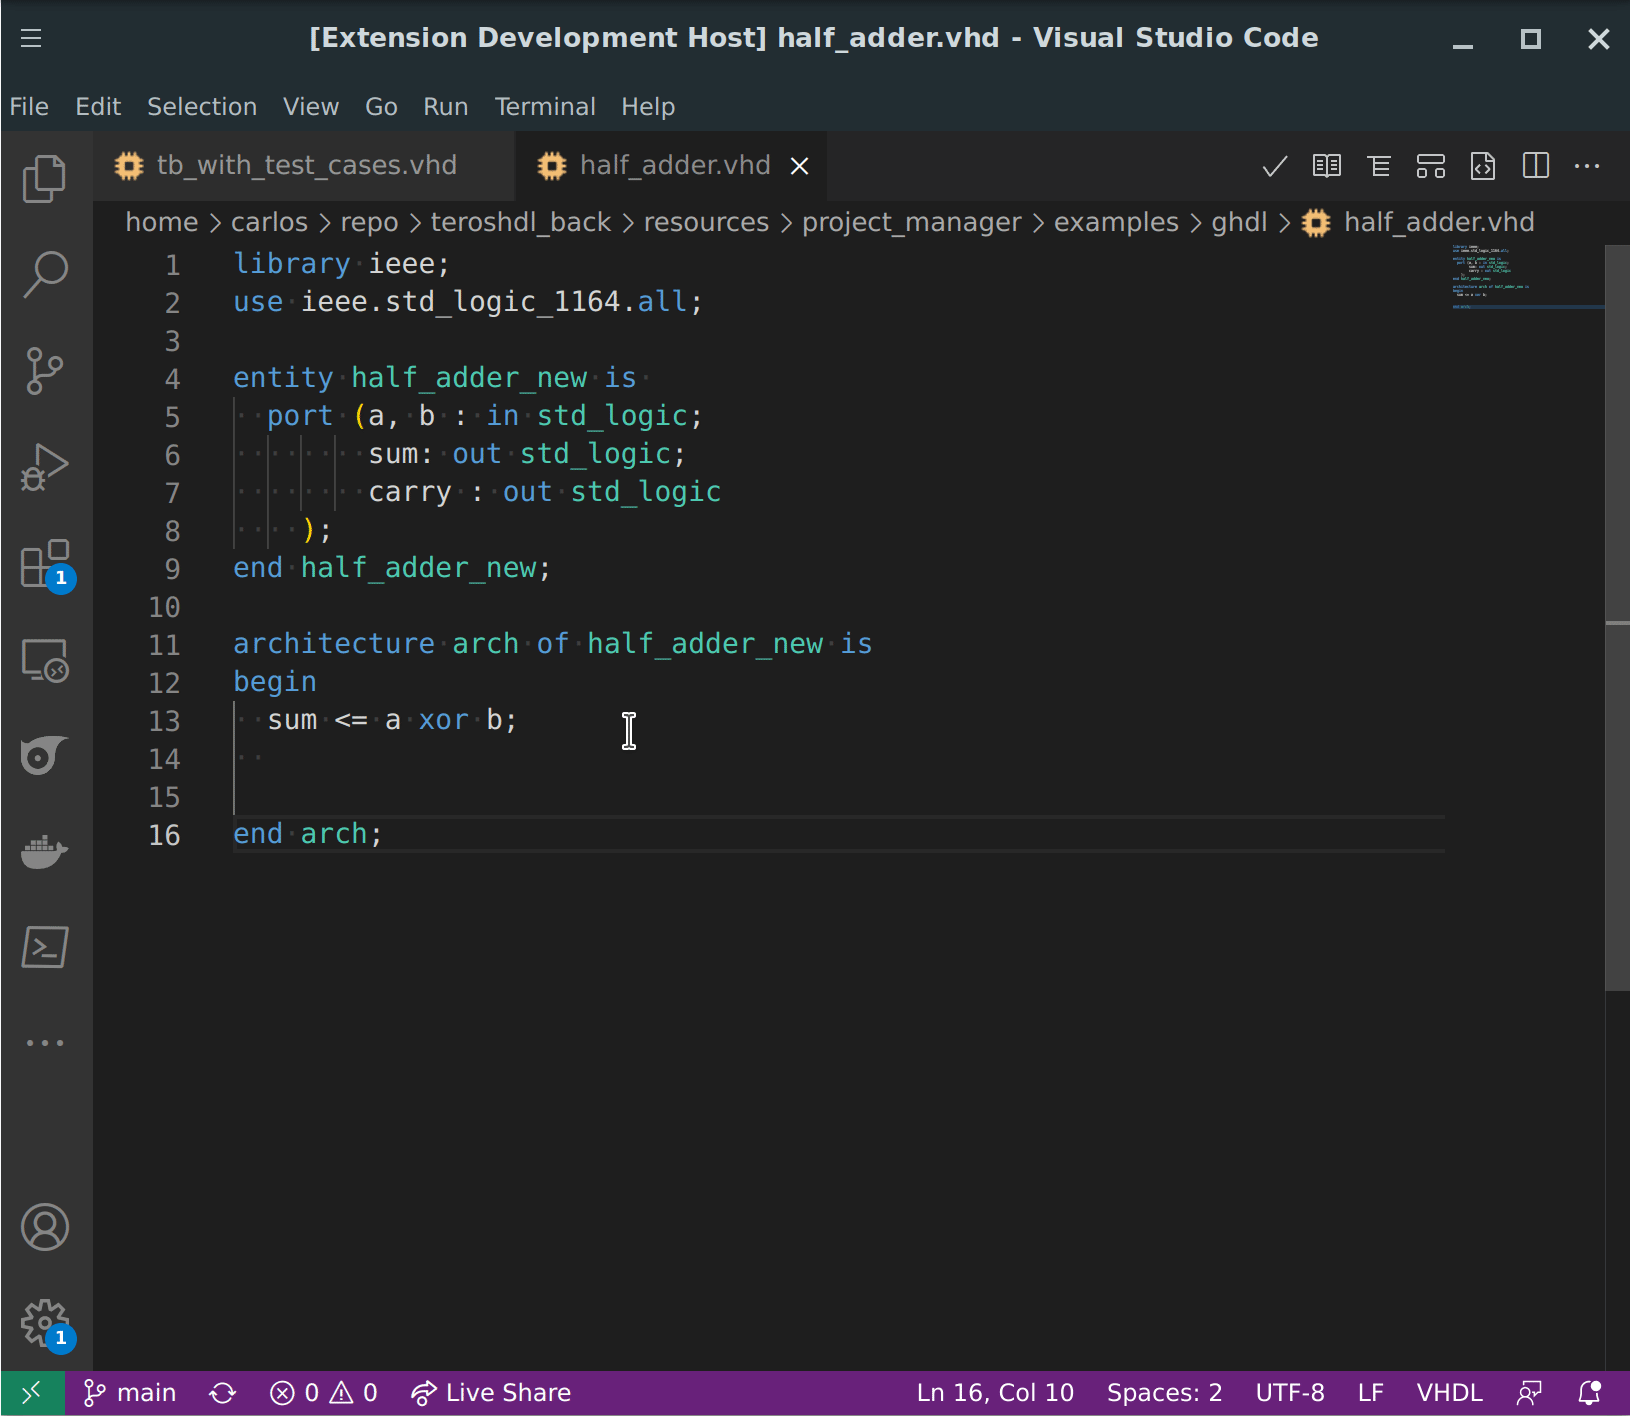 [Extension Development Host] half_adder.vhd - Visual Studio Code
File Edit Selection View Go Run Terminal Help
tb_with_test_cases.vhd half_adder.vhd
home > carlos > repo > teroshdl_back > resources > project_manager > examples > ghdl > half_adder.vhd
1 library ieee;
2 use ieee.std_logic_1164.all;
3
4 entity half_adder_new is
5   port (a, b : in std_logic;
6         sum: out std_logic;
7         carry : out std_logic
8     );
9 end half_adder_new;
10
11 architecture arch of half_adder_new is
12 begin
13   sum <= a xor b;
14
15
16 end arch;
1
1
main 0 0 Live Share Ln 16, Col 10 Spaces: 2 UTF-8 LF VHDL